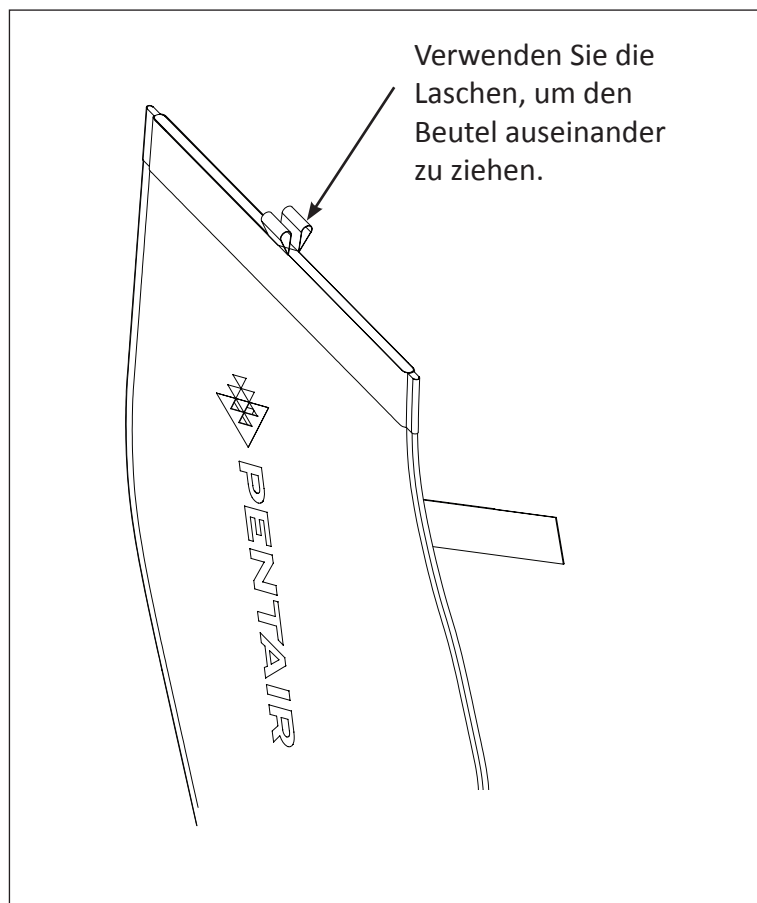 Verwenden Sie die
Laschen, um den
Beutel auseinander
zu ziehen.
PENTAIR